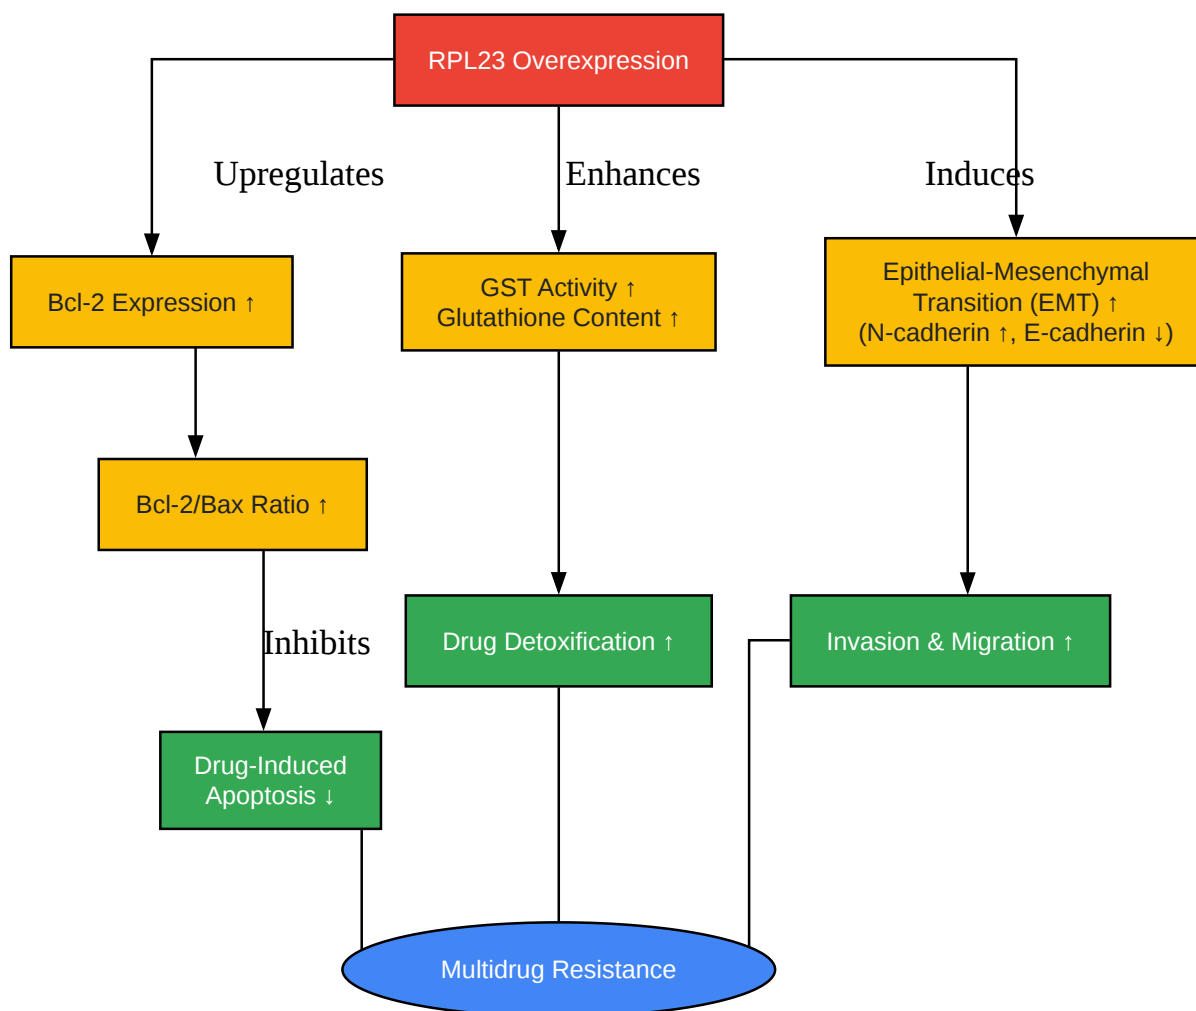 RPL23 Overexpression
Upregulates
Enhances
Induces
Bcl-2 Expression ↑
GST Activity ↑
Glutathione Content ↑
Epithelial-Mesenchymal
Transition (EMT) ↑
(N-cadherin ↑, E-cadherin ↓)
Bcl-2/Bax Ratio ↑
Inhibits
Drug Detoxification ↑
Invasion & Migration ↑
Drug-Induced
Apoptosis ↓
Multidrug Resistance